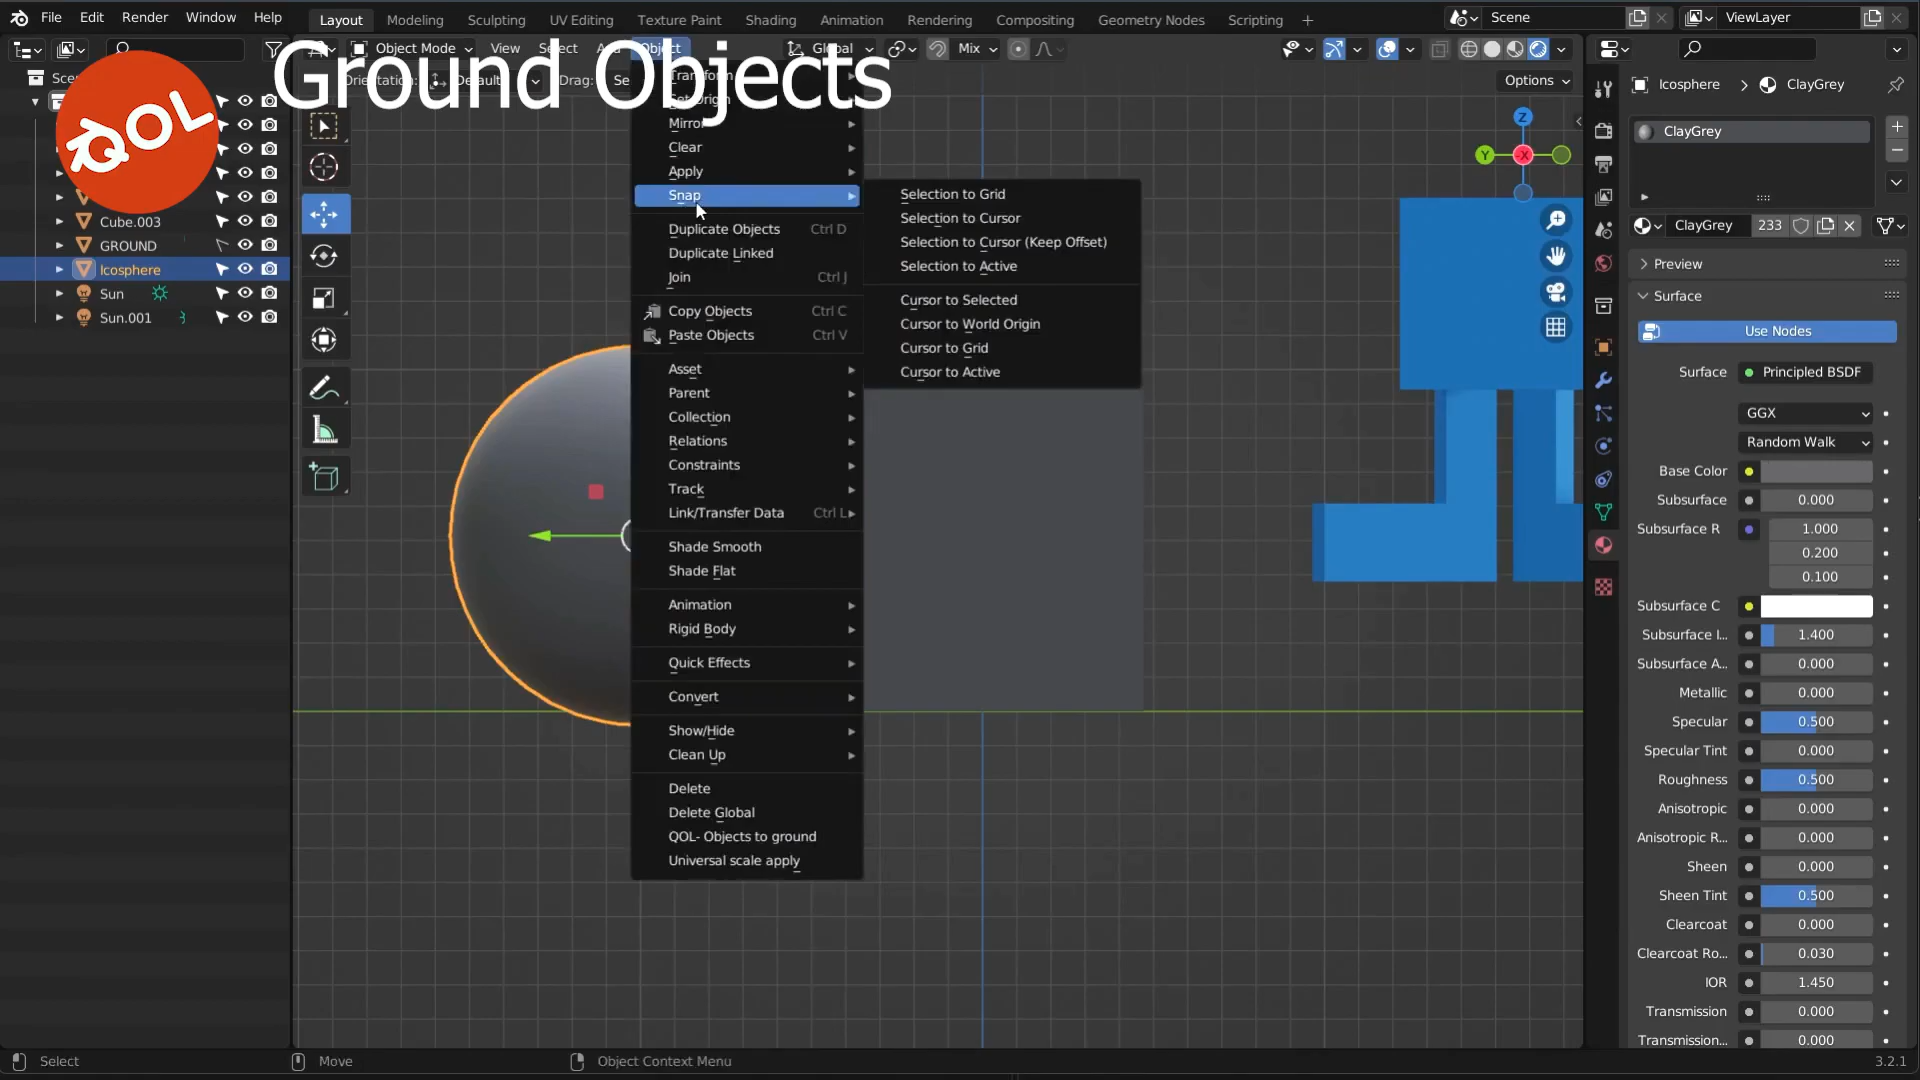 File Edit Render Window Help
Layout Modeling Sculpting UV Editing Texture Paint Shading Animation Rendering Compositing Geometry Nodes Scripting +
Scene
ViewLayer
Object Mode View Select Object Global Mix
Ground Objects
QOL
Drag: Options
Cube.003
GROUND
Icosphere
Sun
Sun.001
Mirror
Clear
Apply
Snap
Duplicate Objects Ctrl D
Duplicate Linked
Join Ctrl J
Copy Objects Ctrl C
Paste Objects Ctrl V
Asset
Parent
Collection
Relations
Constraints
Track
Link/Transfer Data Ctrl L
Shade Smooth
Shade Flat
Animation
Rigid Body
Quick Effects
Convert
Show/Hide
Clean Up
Delete
Delete Global
QOL- Objects to ground
Universal scale apply
Selection to Grid
Selection to Cursor
Selection to Cursor (Keep Offset)
Selection to Active
Cursor to Selected
Cursor to World Origin
Cursor to Grid
Cursor to Active
Z
Y
-X
Icosphere > ClayGrey
ClayGrey
ClayGrey 233
Preview
Surface
Use Nodes
Surface Principled BSDF
GGX
Random Walk
Base Color
Subsurface 0.000
Subsurface R 1.000
0.200
0.100
Subsurface C
Subsurface I... 1.400
Subsurface A... 0.000
Metallic 0.000
Specular 0.500
Specular Tint 0.000
Roughness 0.500
Anisotropic 0.000
Anisotropic R... 0.000
Sheen 0.000
Sheen Tint 0.500
Clearcoat 0.000
Clearcoat Ro... 0.030
IOR 1.450
Transmission 0.000
Transmission... 0.000
Select Move Object Context Menu 3.2.1